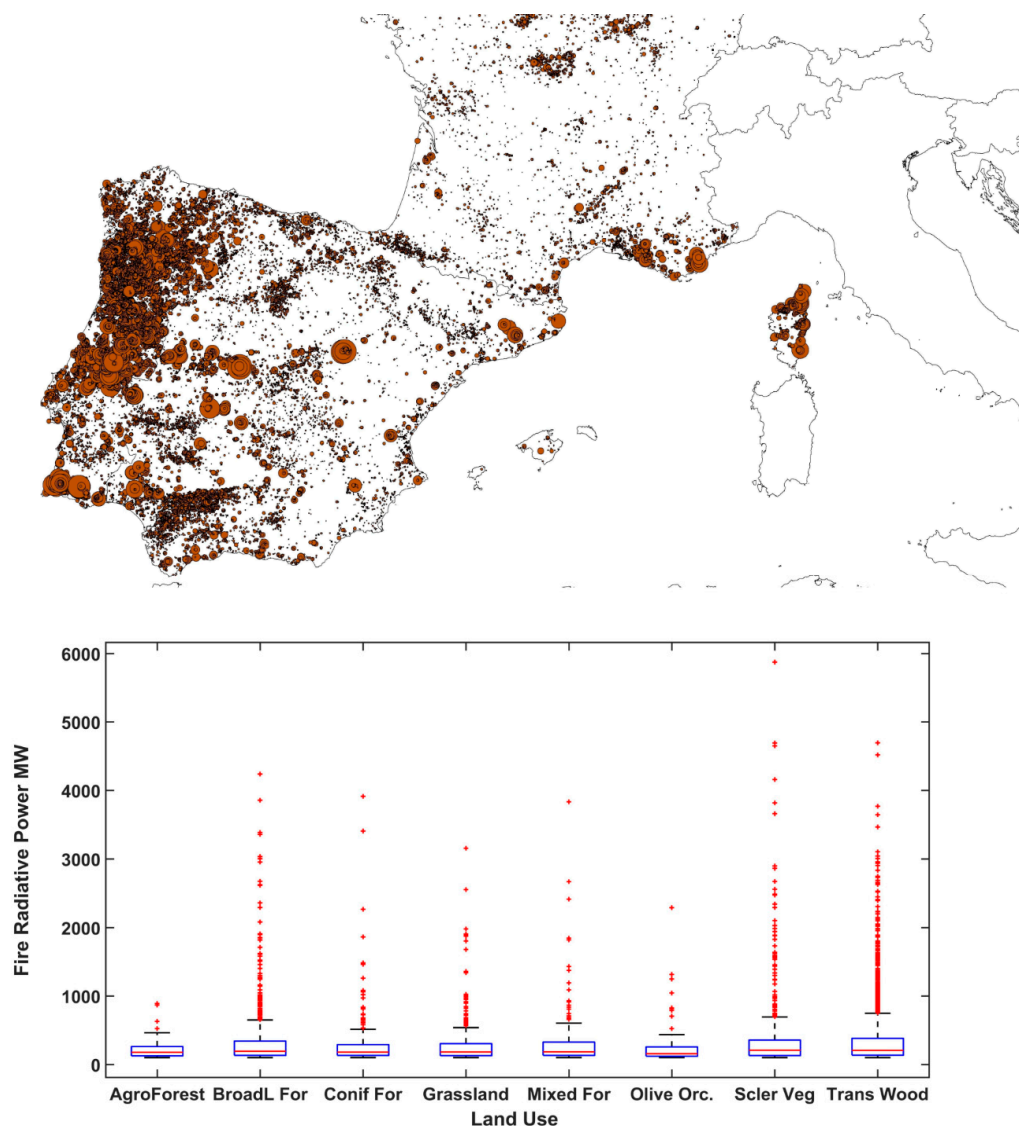 6000
5000
4000
3000
2000
1000
0
Fire Radiative Power MW
AgroForest BroadL For Conif For Grassland Mixed For Olive Orc. Scler Veg Trans Wood
Land Use